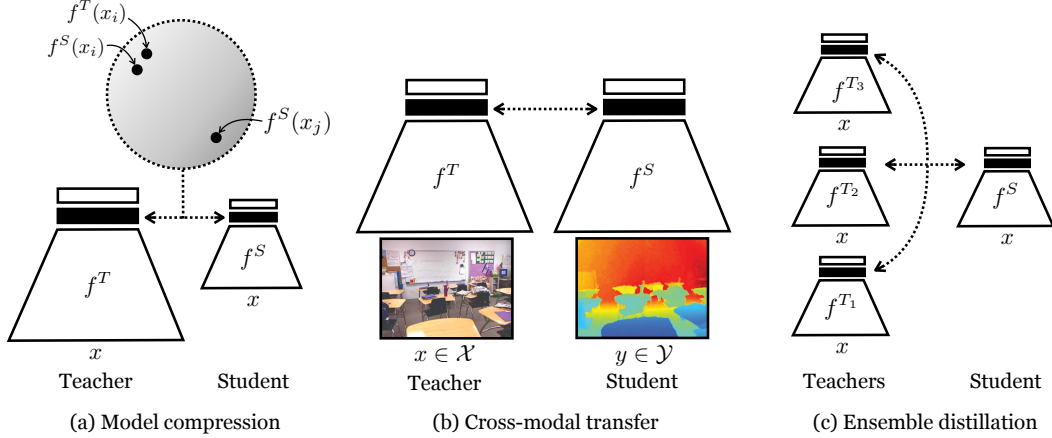 f^T(x_i)
f^S(x_i)
f^S(x_j)
f^T
f^S
x
x
Teacher
Student
(a) Model compression
f^T
f^S
x ∈ 𝒳
y ∈ 𝒴
Teacher
Student
(b) Cross-modal transfer
f^{T_3}
x
f^{T_2}
f^S
x
x
f^{T_1}
x
Teachers
Student
(c) Ensemble distillation